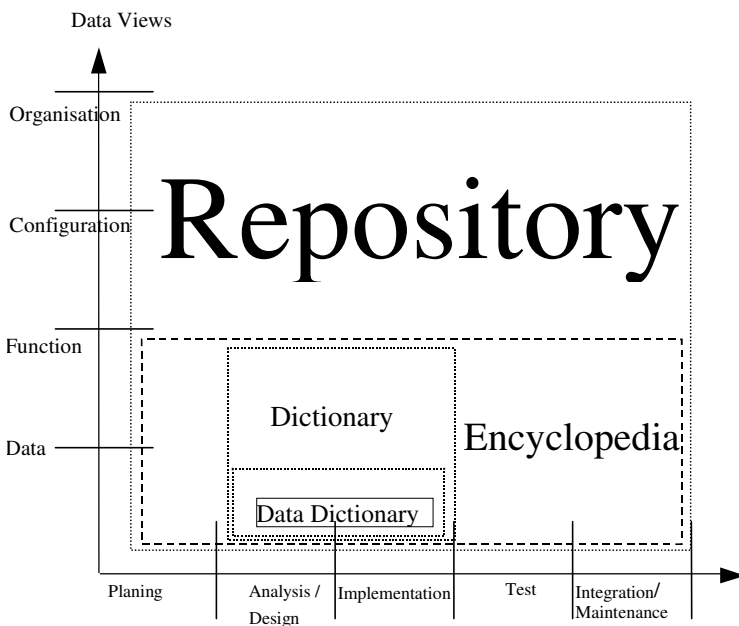 Data Views
Organisation
Repository
Configuration
Function
Dictionary
Encyclopedia
Data
Data Dictionary
Planing
Analysis /
Design
Implementation
Test
Integration/
Maintenance